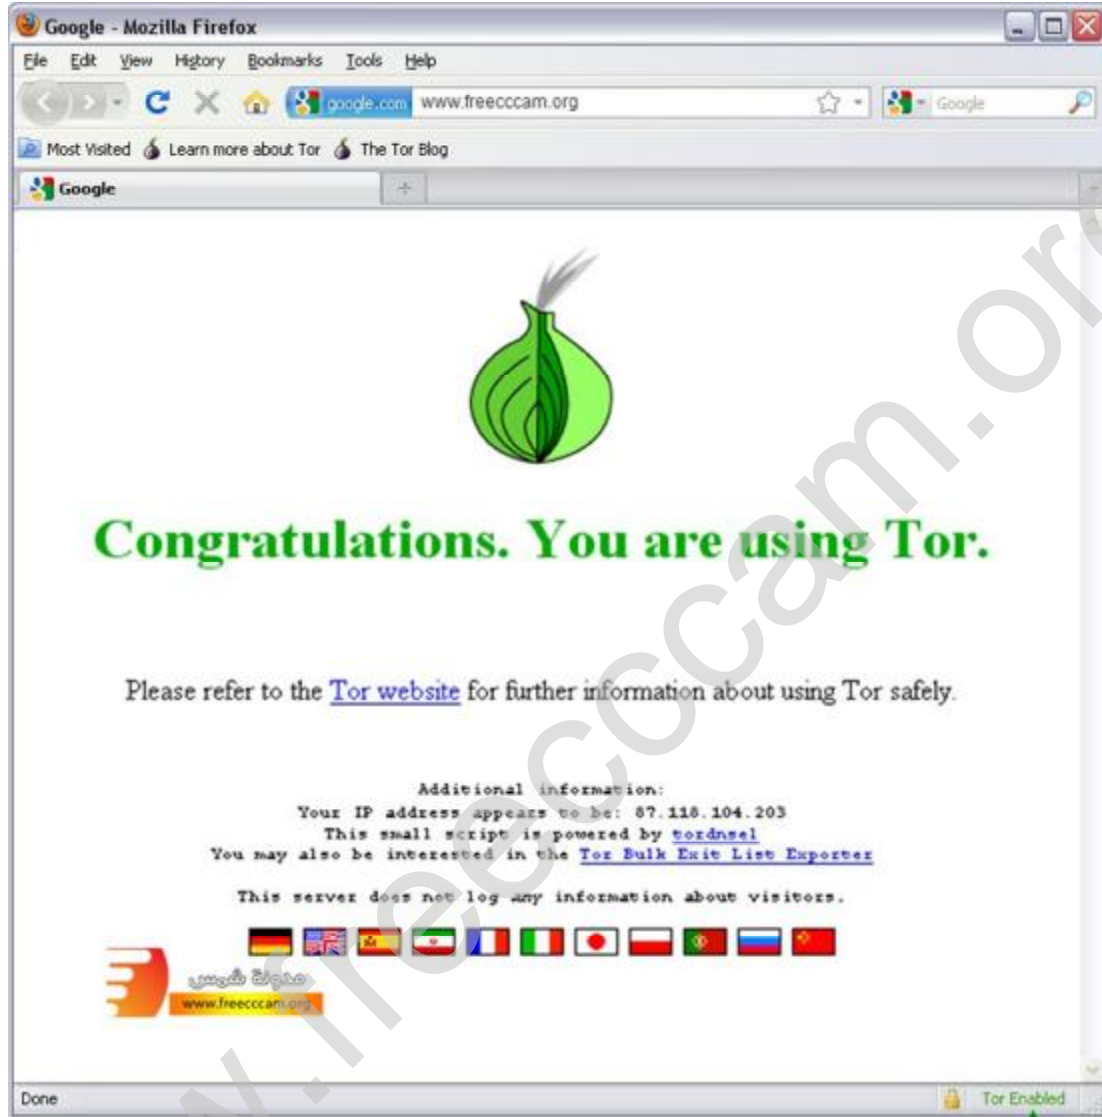 Google - Mozilla Firefox
File Edit View History Bookmarks Tools Help
google.com www.freecccam.org Google
Most Visited Learn more about Tor The Tor Blog
Google
Congratulations. You are using Tor.
Please refer to the Tor website for further information about using Tor safely.
Additional information:
Your IP address appears to be: 87.118.104.203
This small script is powered by tordnsel
You may also be interested in the Tor Bulk Exit List Exporter
This server does not log any information about visitors.
مدونة شمس
www.freecccam.org
Done Tor Enabled
www.freecccam.org